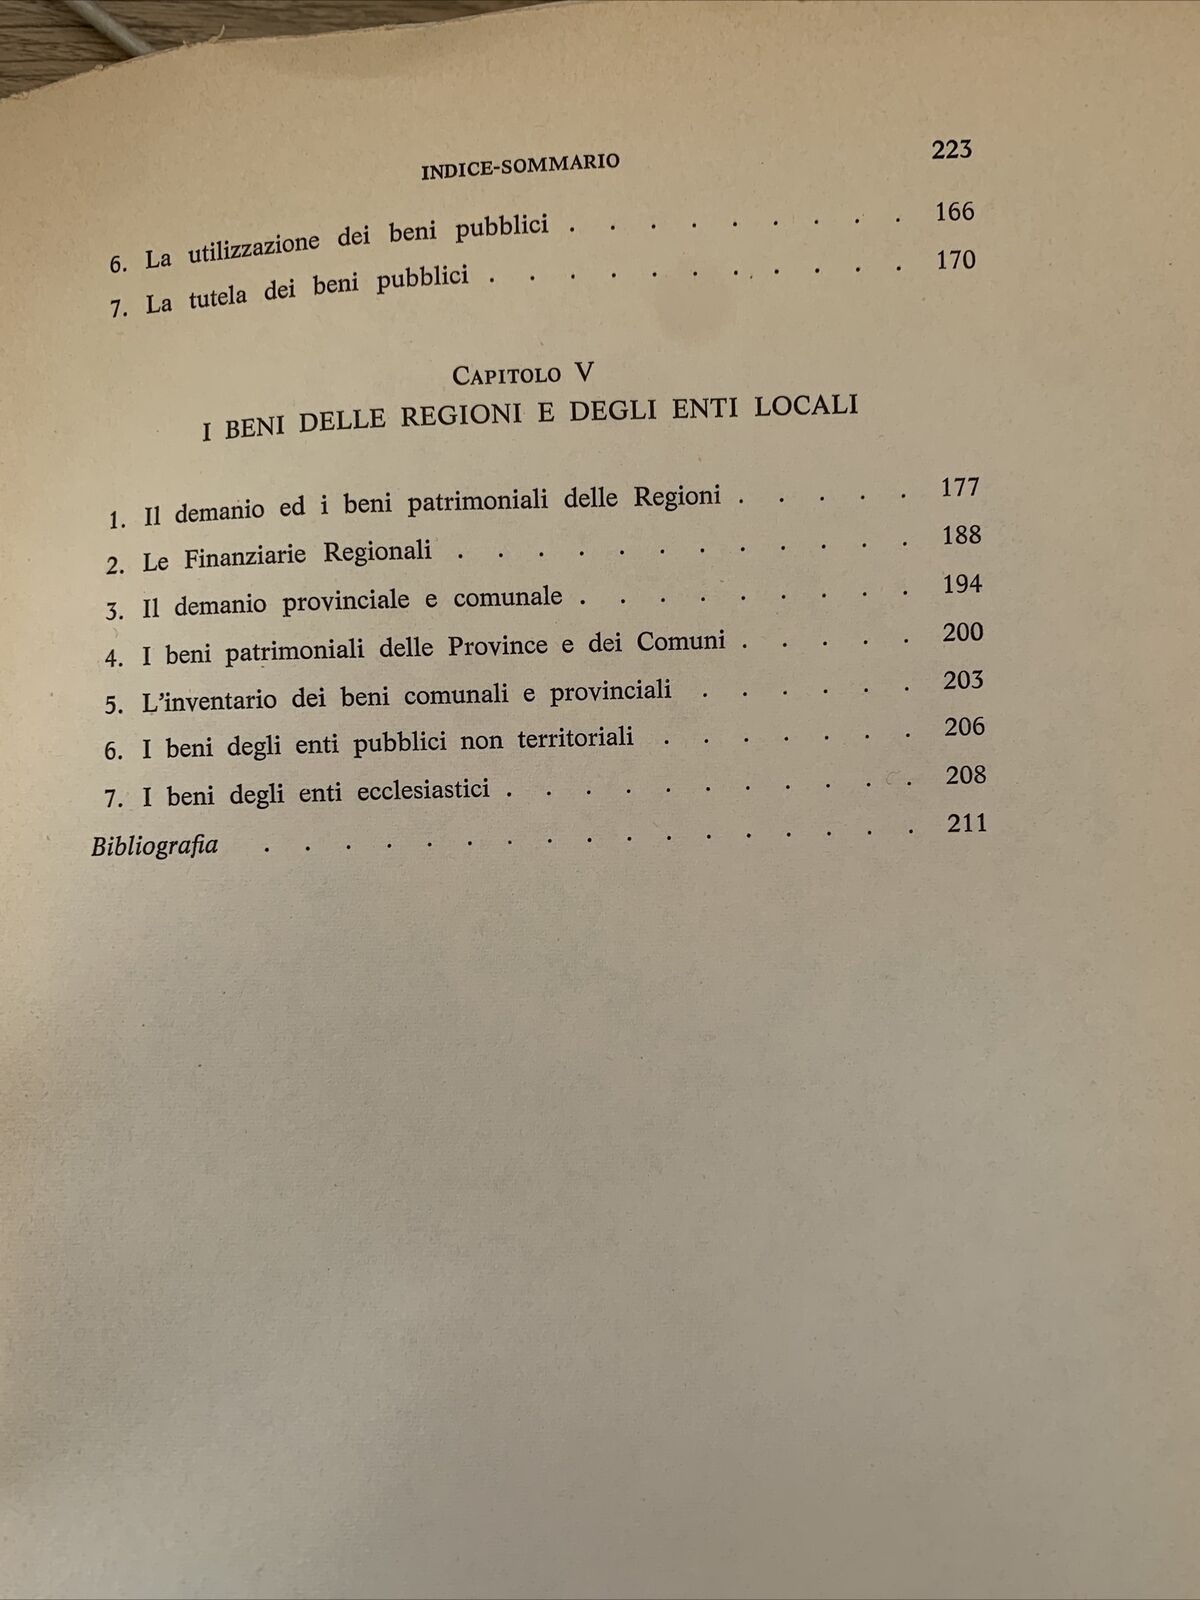 INDICE-SOMMARIO 223
6. La utilizzazione dei beni pubblici . . . . . . . . . 166
7. La tutela dei beni pubblici . . . . . . . . . . . 170
CAPITOLO V
I BENI DELLE REGIONI E DEGLI ENTI LOCALI
1. Il demanio ed i beni patrimoniali delle Regioni . . . . . 177
2. Le Finanziarie Regionali . . . . . . . . . . . . 188
3. Il demanio provinciale e comunale . . . . . . . . . 194
4. I beni patrimoniali delle Province e dei Comuni . . . . . 200
5. L'inventario dei beni comunali e provinciali . . . . . . 203
6. I beni degli enti pubblici non territoriali . . . . . . . 206
7. I beni degli enti ecclesiastici . . . . . . . . . . . 208
Bibliografia . . . . . . . . . . . . . . . . . 211